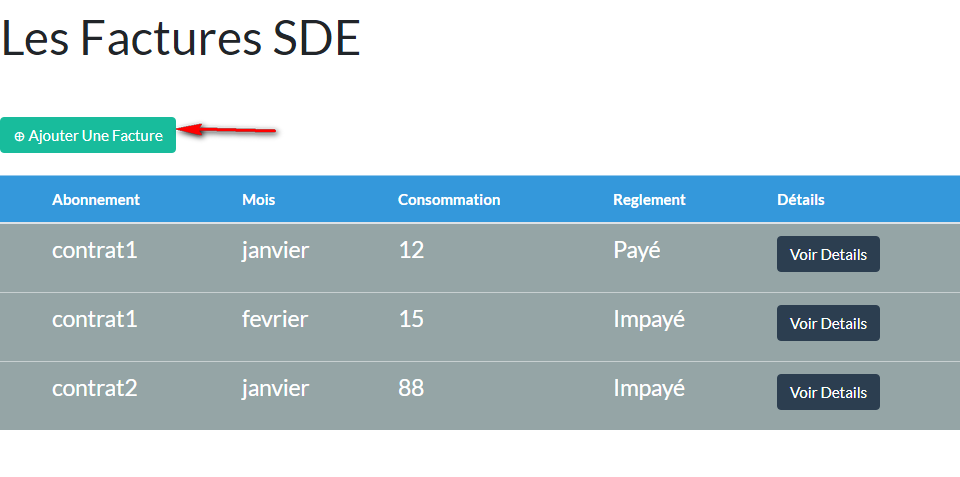 Les Factures SDE
⊕ Ajouter Une Facture
Abonnement Mois Consommation Reglement Détails
contrat1 janvier 12 Payé Voir Details
contrat1 fevrier 15 Impayé Voir Details
contrat2 janvier 88 Impayé Voir Details